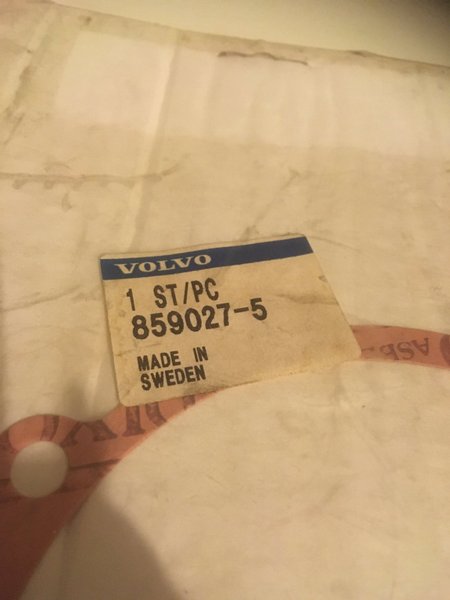 VOLVO
1 ST/PC
859027-5
MADE IN
SWEDEN